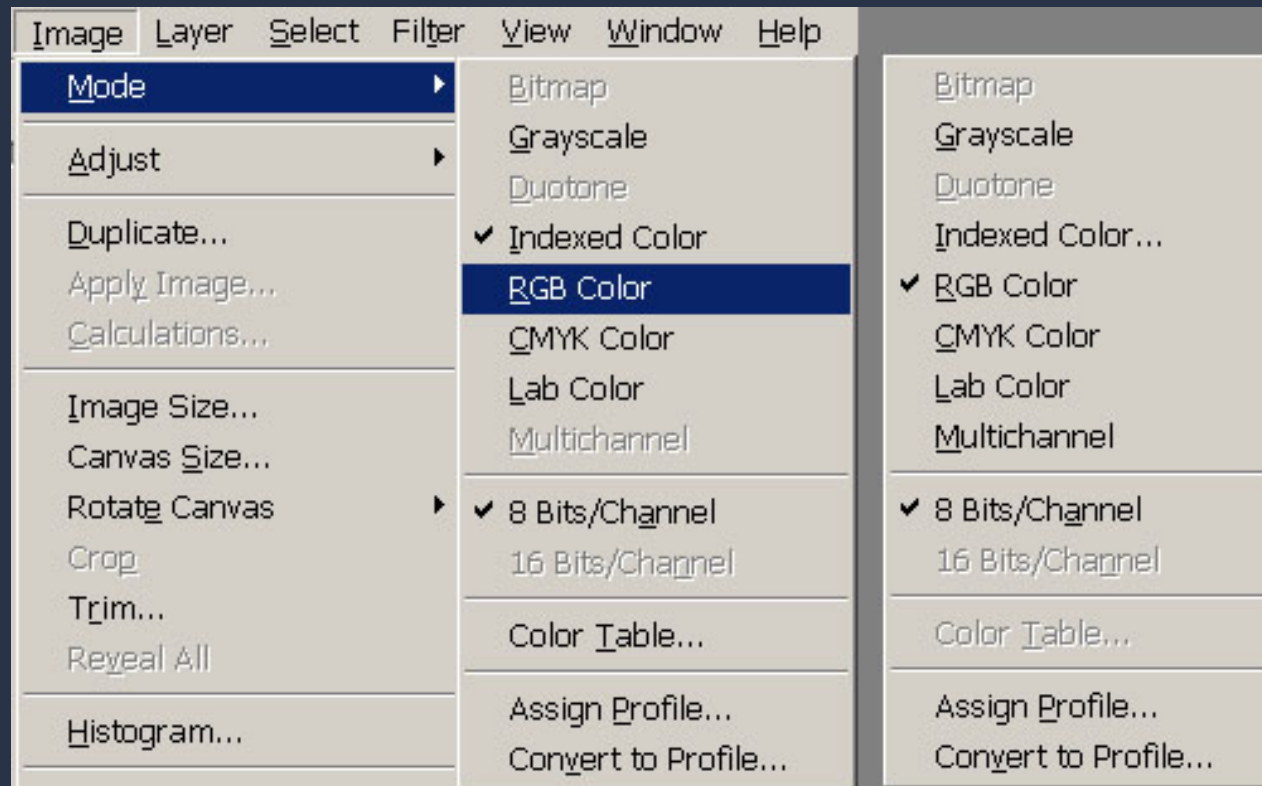 Image Layer Select Filter View Window Help
Mode
Adjust
Duplicate...
Apply Image...
Calculations...
Image Size...
Canvas Size...
Rotate Canvas
Crop
Trim...
Reveal All
Histogram...
Bitmap
Grayscale
Duotone
Indexed Color
RGB Color
CMYK Color
Lab Color
Multichannel
8 Bits/Channel
16 Bits/Channel
Color Table...
Assign Profile...
Convert to Profile...
Bitmap
Grayscale
Duotone
Indexed Color...
RGB Color
CMYK Color
Lab Color
Multichannel
8 Bits/Channel
16 Bits/Channel
Color Table...
Assign Profile...
Convert to Profile...